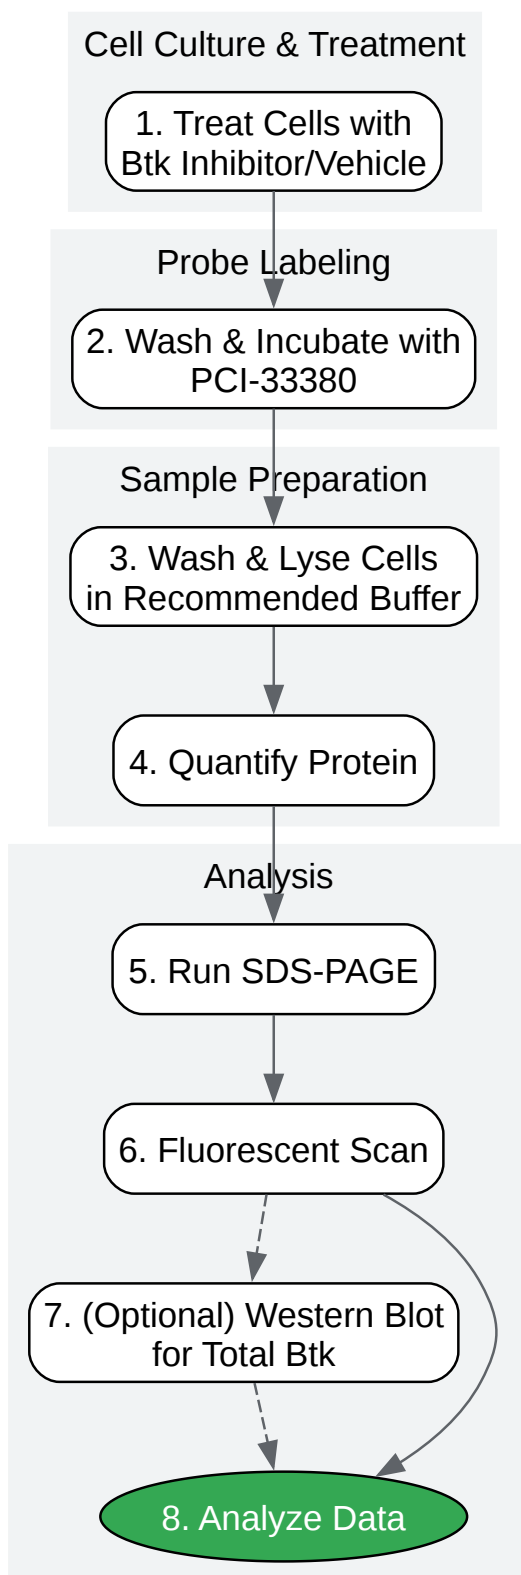 Cell Culture & Treatment
1. Treat Cells with
Btk Inhibitor/Vehicle
Probe Labeling
2. Wash & Incubate with
PCI-33380
Sample Preparation
3. Wash & Lyse Cells
in Recommended Buffer
4. Quantify Protein
Analysis
5. Run SDS-PAGE
6. Fluorescent Scan
7. (Optional) Western Blot
for Total Btk
8. Analyze Data